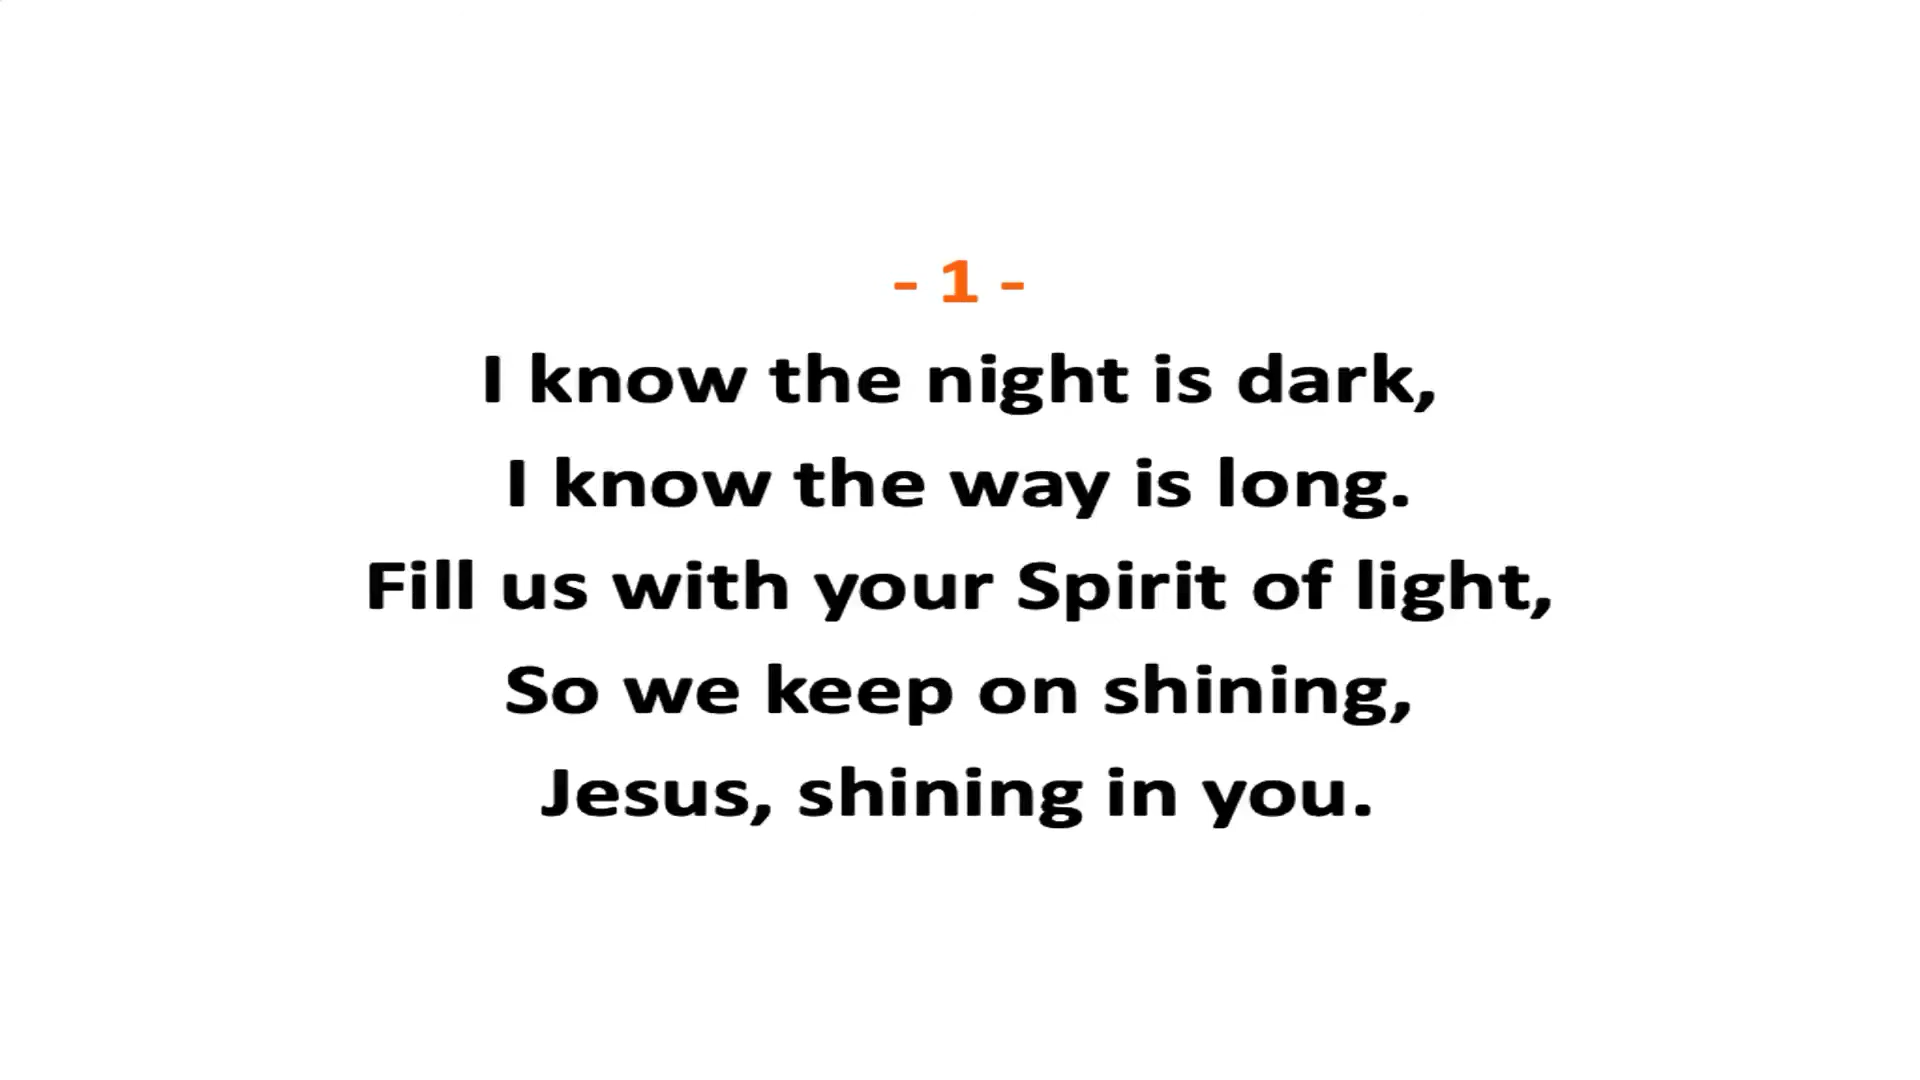 - 1 -
I know the night is dark,
I know the way is long.
Fill us with your Spirit of light,
So we keep on shining,
Jesus, shining in you.